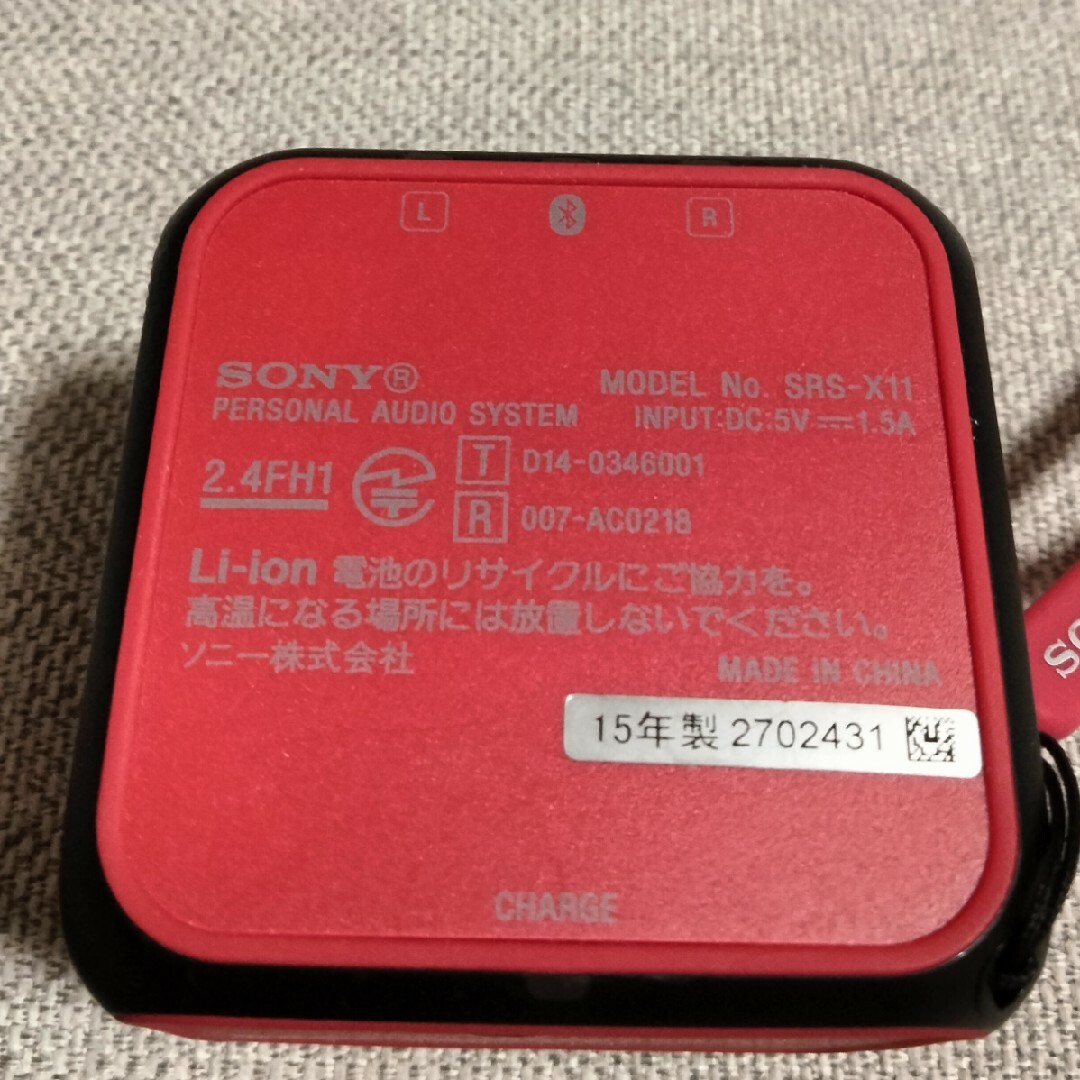 L R
SONY®
PERSONAL AUDIO SYSTEM
MODEL No. SRS-X11
INPUT:DC:5V⎓1.5A
2.4FH1
T D14-0346001
R 007-AC0218
Li-ion 電池のリサイクルにご協力を。
高温になる場所には放置しないでください。
ソニー株式会社
MADE IN CHINA
15年製 2702431
CHARGE